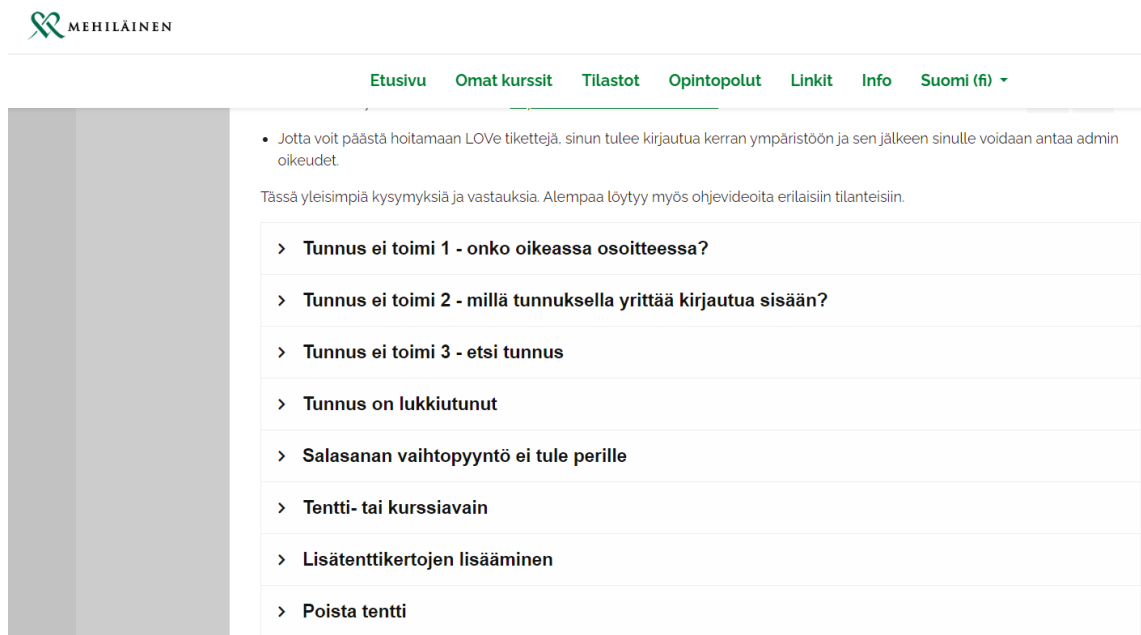 MEHILÄINEN
Etusivu Omat kurssit Tilastot Opintopolut Linkit Info Suomi (fi)
Jotta voit päästä hoitamaan LOVe tikettejä, sinun tulee kirjautua kerran ympäristöön ja sen jälkeen sinulle voidaan antaa admin
oikeudet.
Tässä yleisimpiä kysymyksiä ja vastauksia. Alempaa löytyy myös ohjevideoita erilaisiin tilanteisiin.
Tunnus ei toimi 1 - onko oikeassa osoitteessa?
Tunnus ei toimi 2 - millä tunnuksella yrittää kirjautua sisään?
Tunnus ei toimi 3 - etsi tunnus
Tunnus on lukkiutunut
Salasanan vaihtopyyntö ei tule perille
Tentti- tai kurssiavain
Lisätenttikertojen lisääminen
Poista tentti